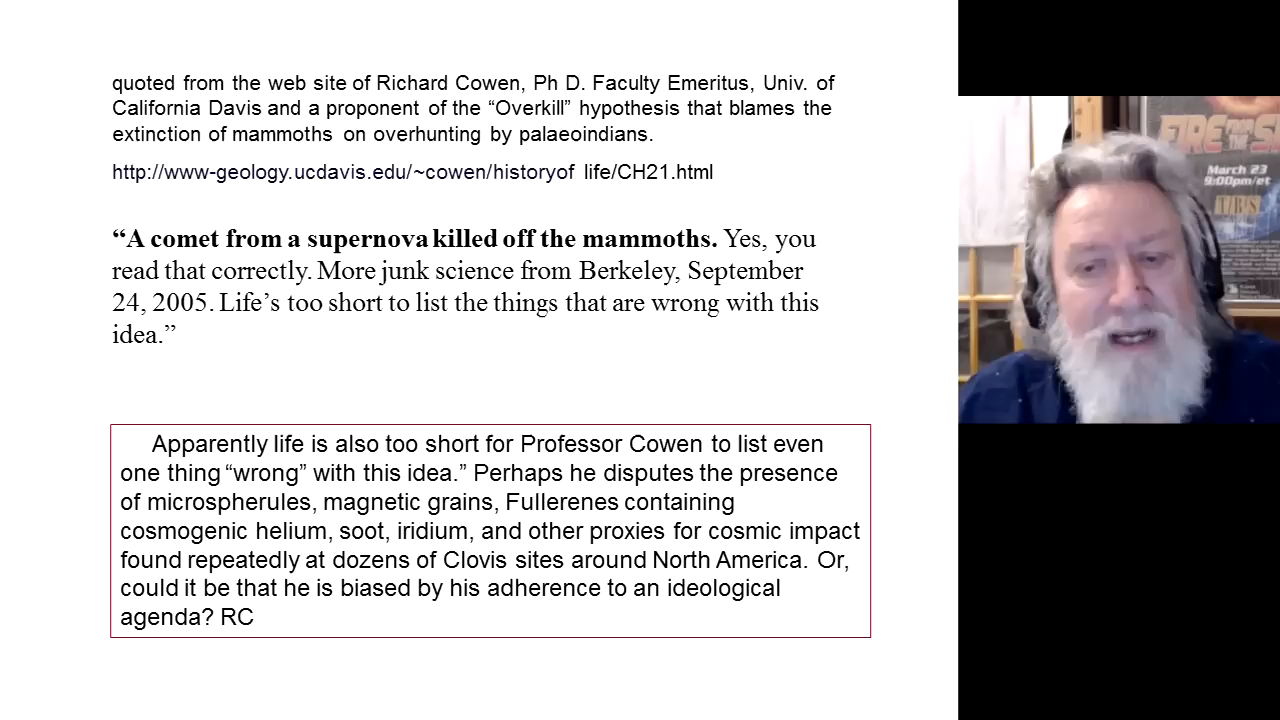 quoted from the web site of Richard Cowen, Ph D. Faculty Emeritus, Univ. of
California Davis and a proponent of the “Overkill” hypothesis that blames the
extinction of mammoths on overhunting by palaeoindians.
http://www-geology.ucdavis.edu/~cowen/historyof life/CH21.html
“A comet from a supernova killed off the mammoths. Yes, you
read that correctly. More junk science from Berkeley, September
24, 2005. Life’s too short to list the things that are wrong with this
idea.”
Apparently life is also too short for Professor Cowen to list even
one thing “wrong” with this idea.” Perhaps he disputes the presence
of microspherules, magnetic grains, Fullerenes containing
cosmogenic helium, soot, iridium, and other proxies for cosmic impact
found repeatedly at dozens of Clovis sites around North America. Or,
could it be that he is biased by his adherence to an ideological
agenda? RC
FIRE FROM
THE
March 23
9:00pm/et
TBS